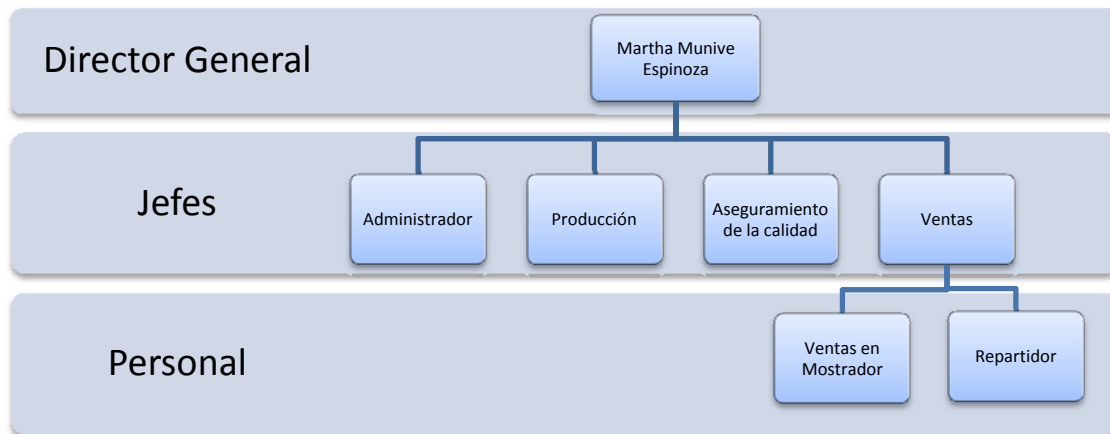 Director General
Martha Munive
Espinoza
Jefes
Administrador
Producción
Aseguramiento
de la calidad
Ventas
Personal
Ventas en
Mostrador
Repartidor